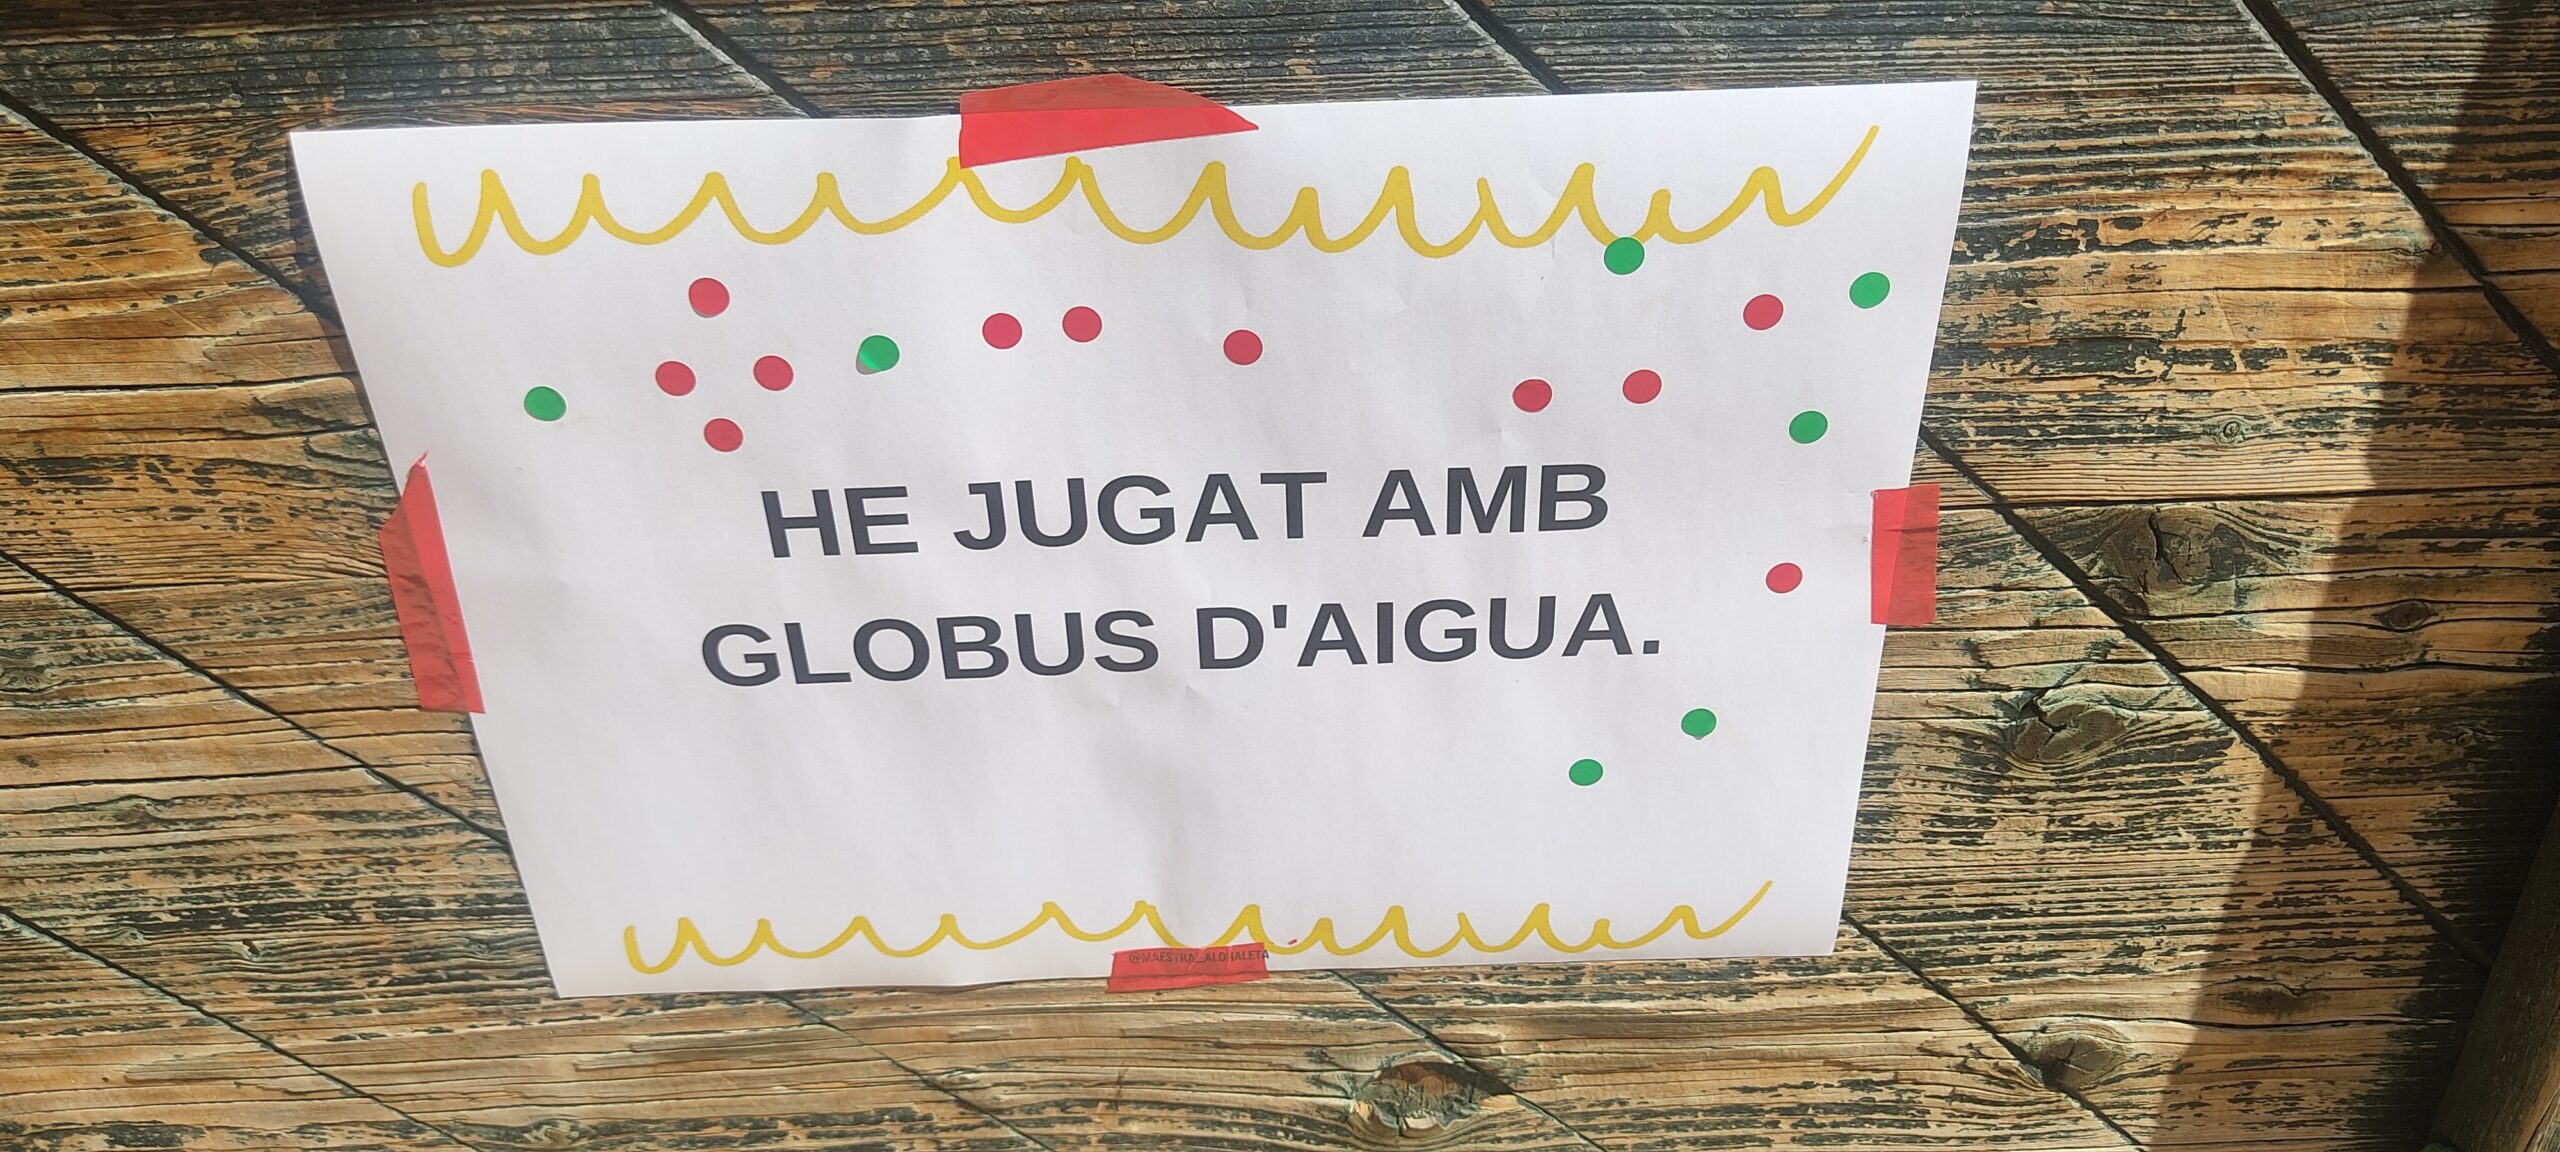 HE JUGAT AMB
GLOBUS D'AIGUA.